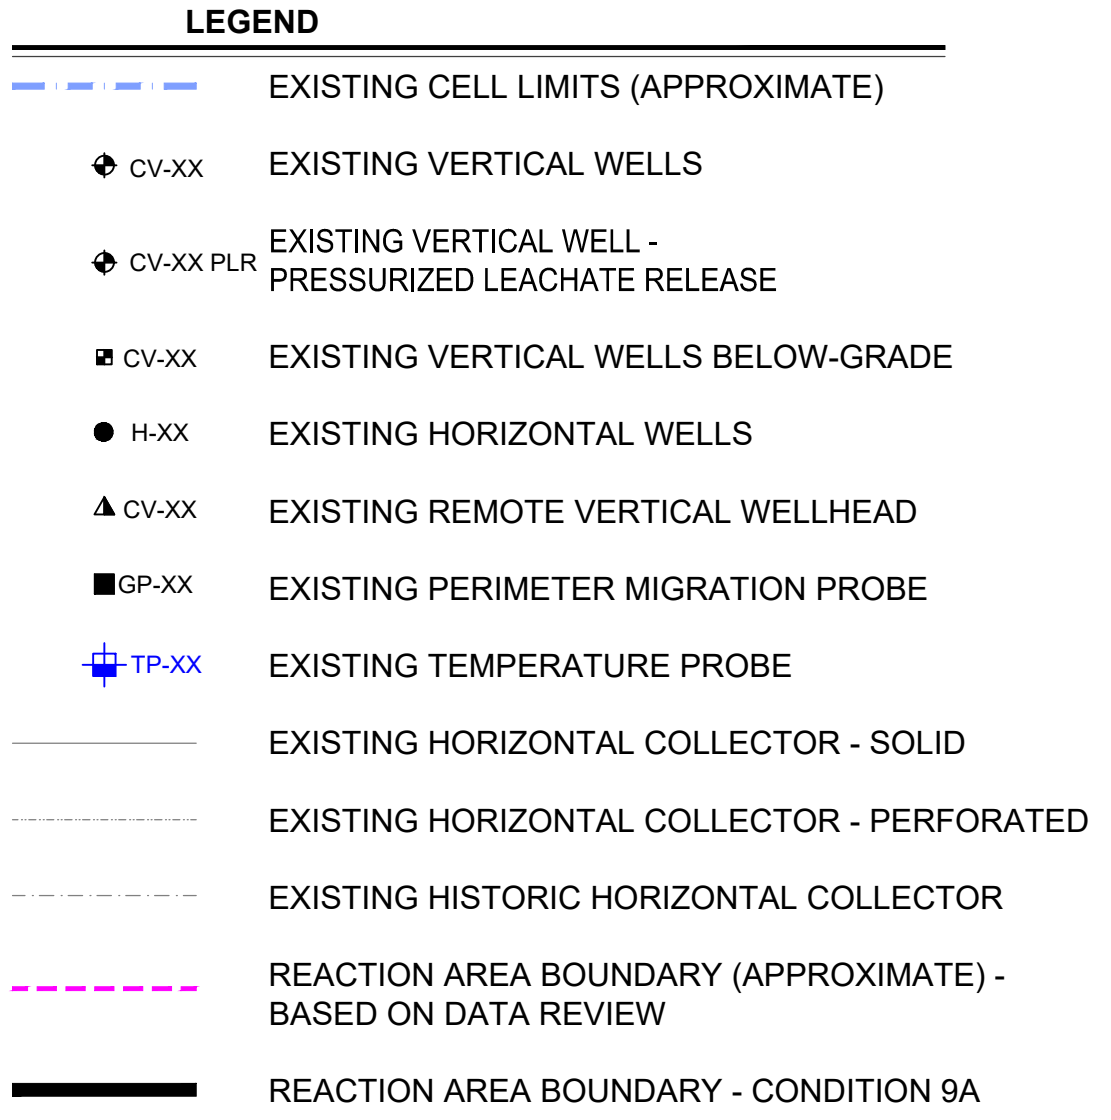 LEGEND
EXISTING CELL LIMITS (APPROXIMATE)
CV-XX EXISTING VERTICAL WELLS
CV-XX PLR EXISTING VERTICAL WELL -
PRESSURIZED LEACHATE RELEASE
CV-XX EXISTING VERTICAL WELLS BELOW-GRADE
H-XX EXISTING HORIZONTAL WELLS
CV-XX EXISTING REMOTE VERTICAL WELLHEAD
GP-XX EXISTING PERIMETER MIGRATION PROBE
TP-XX EXISTING TEMPERATURE PROBE
EXISTING HORIZONTAL COLLECTOR - SOLID
EXISTING HORIZONTAL COLLECTOR - PERFORATED
EXISTING HISTORIC HORIZONTAL COLLECTOR
REACTION AREA BOUNDARY (APPROXIMATE) -
BASED ON DATA REVIEW
REACTION AREA BOUNDARY - CONDITION 9A